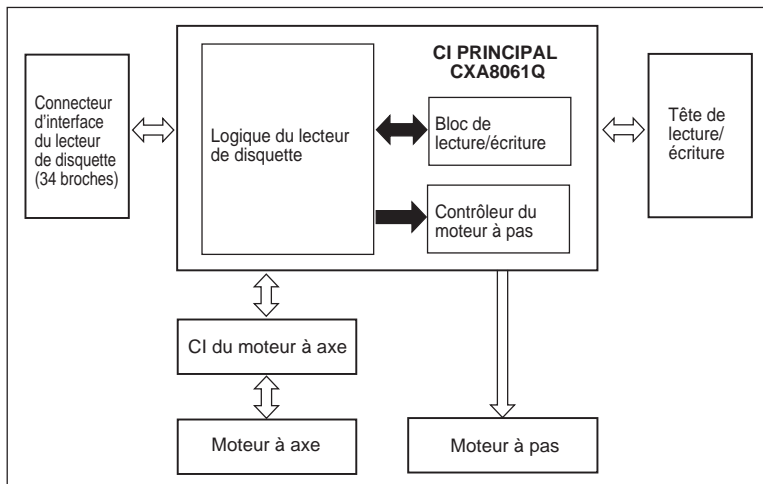 CI PRINCIPAL
CXA8061Q
Connecteur
d'interface
du lecteur
de disquette
(34 broches)
Logique du lecteur
de disquette
Bloc de
lecture/écriture
Contrôleur du
moteur à pas
Tête de
lecture/
écriture
CI du moteur à axe
Moteur à axe
Moteur à pas